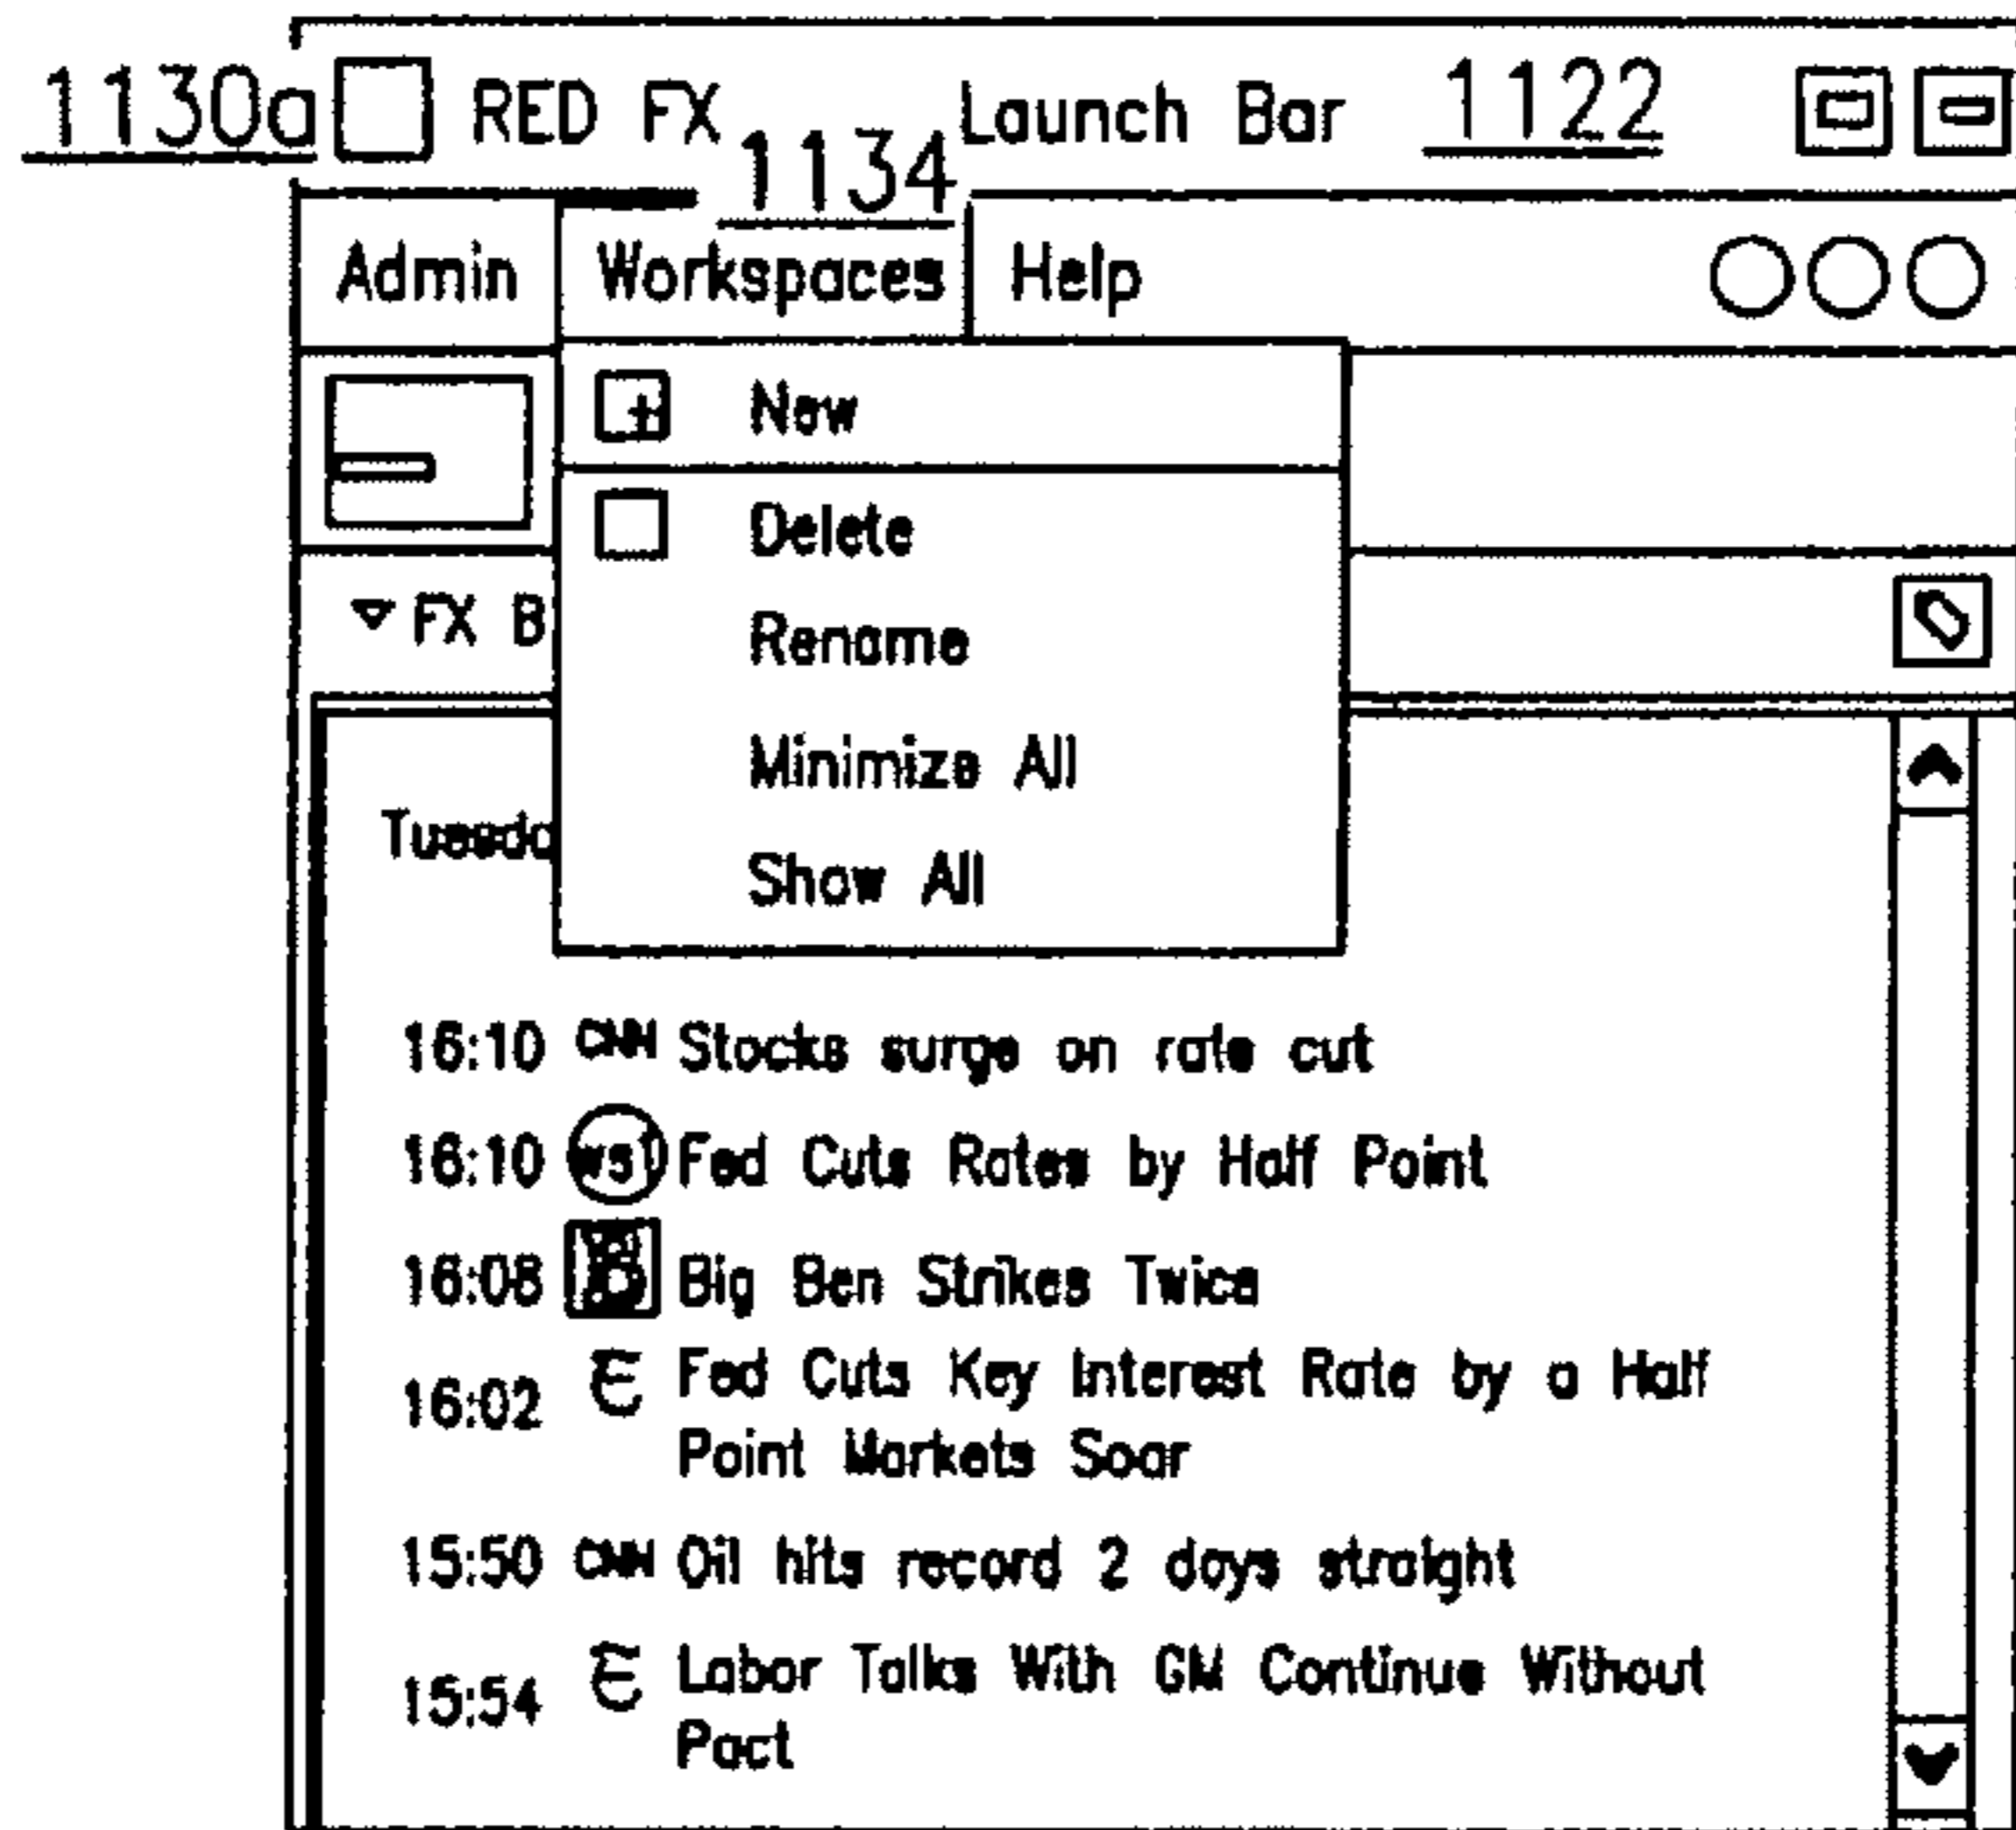 1130a RED FX Launch Bar 1122
1134
Admin Workspaces Help
New
Delete
FX B
Rename
Minimize All
Tuesda
Show All
16:10 CNN Stocks surge on rate cut
16:10 WSJ Fed Cuts Rates by Half Point
16:08 Big Ben Strikes Twice
16:02 Fed Cuts Key Interest Rate by a Half
Point Markets Soar
15:50 CNN Oil hits record 2 days straight
15:54 Labor Talks With GM Continue Without
Pact